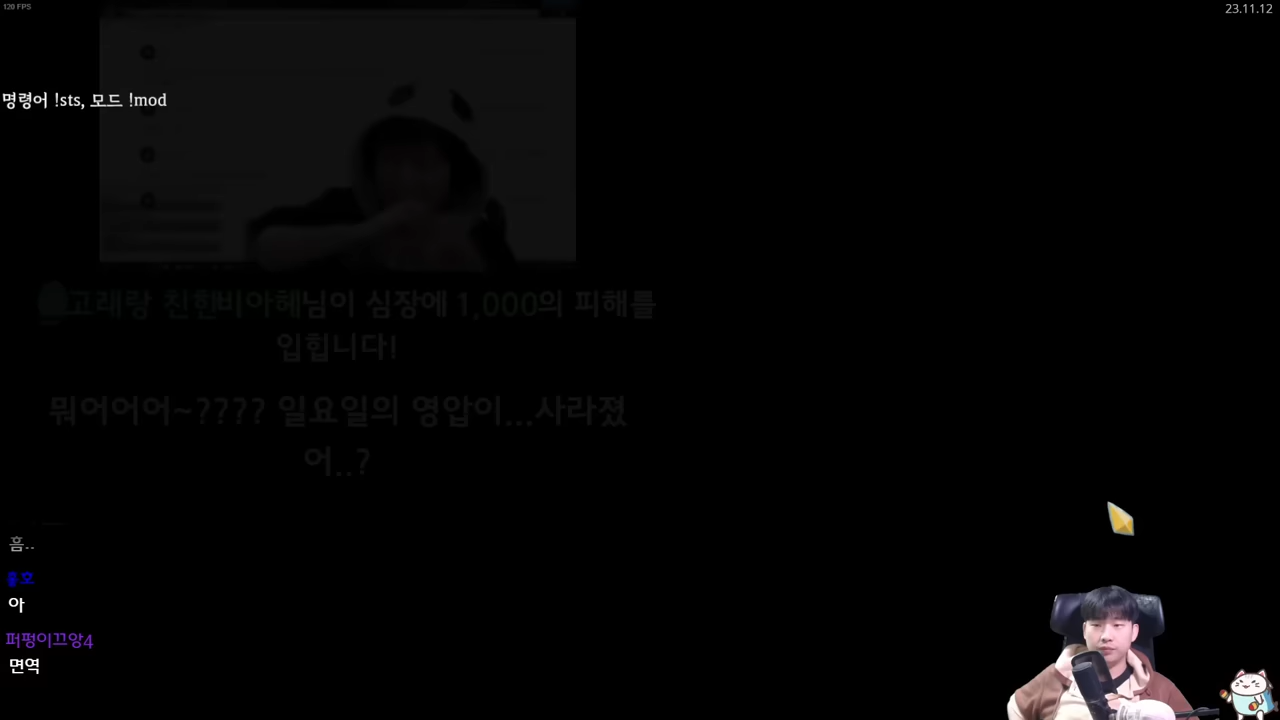 120 FPS
23.11.12
명령어 !sts, 모드 !mod
고래랑 친한비아헤님이 심장에 1,000의 피해를
입힙니다!
뭐어어어~???? 일요일의 영압이...사라졌
어..?
흠..
홍호
아
퍼펑이끄앙4
면역